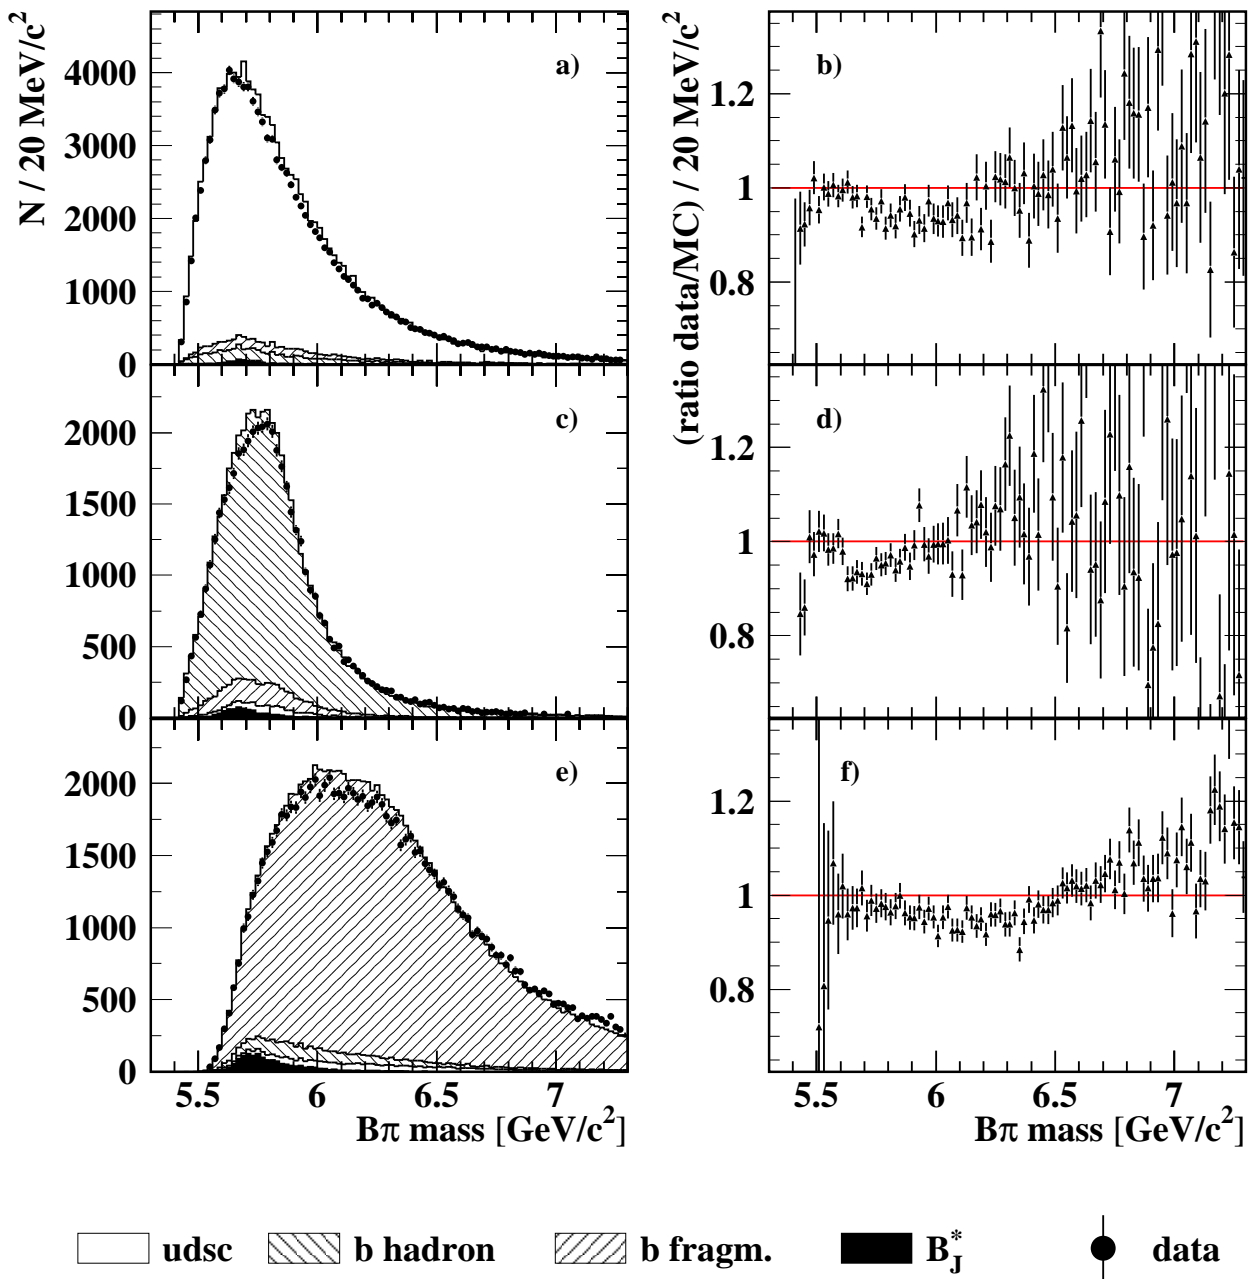 N / 20 MeV/c²
4000
3000
2000
1000
0
a)
2000
1500
1000
500
0
c)
2000
1500
1000
500
0
e)
5.5 6 6.5 7
Bπ mass [GeV/c²]
(ratio data/MC) / 20 MeV/c²
1.2
1
0.8
b)
1.2
1
0.8
d)
1.2
1
0.8
f)
5.5 6 6.5 7
Bπ mass [GeV/c²]
udsc b hadron b fragm. B*J data